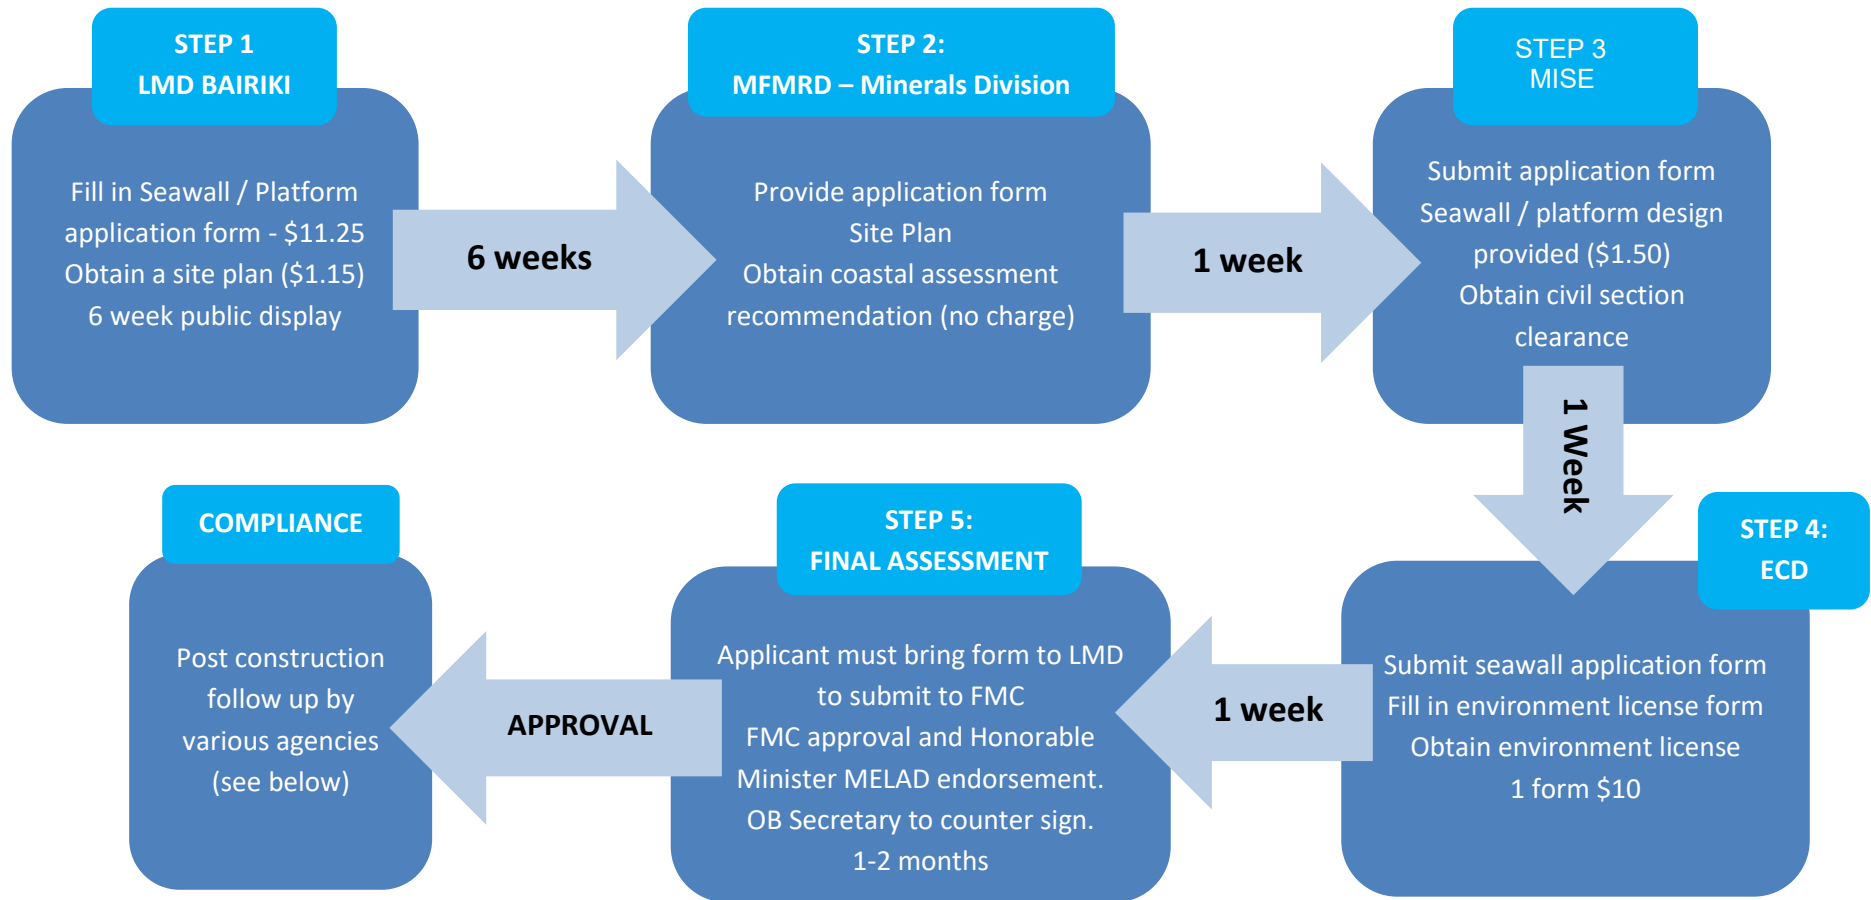 STEP 1
LMD BAIRIKI
Fill in Seawall / Platform
application form - $11.25
Obtain a site plan ($1.15)
6 week public display
6 weeks
STEP 2:
MFMRD – Minerals Division
Provide application form
Site Plan
Obtain coastal assessment
recommendation (no charge)
1 week
STEP 3
MISE
Submit application form
Seawall / platform design
provided ($1.50)
Obtain civil section
clearance
1 Week
STEP 4:
ECD
Submit seawall application form
Fill in environment license form
Obtain environment license
1 form $10
1 week
STEP 5:
FINAL ASSESSMENT
Applicant must bring form to LMD
to submit to FMC
FMC approval and Honorable
Minister MELAD endorsement.
OB Secretary to counter sign.
1-2 months
APPROVAL
COMPLIANCE
Post construction
follow up by
various agencies
(see below)